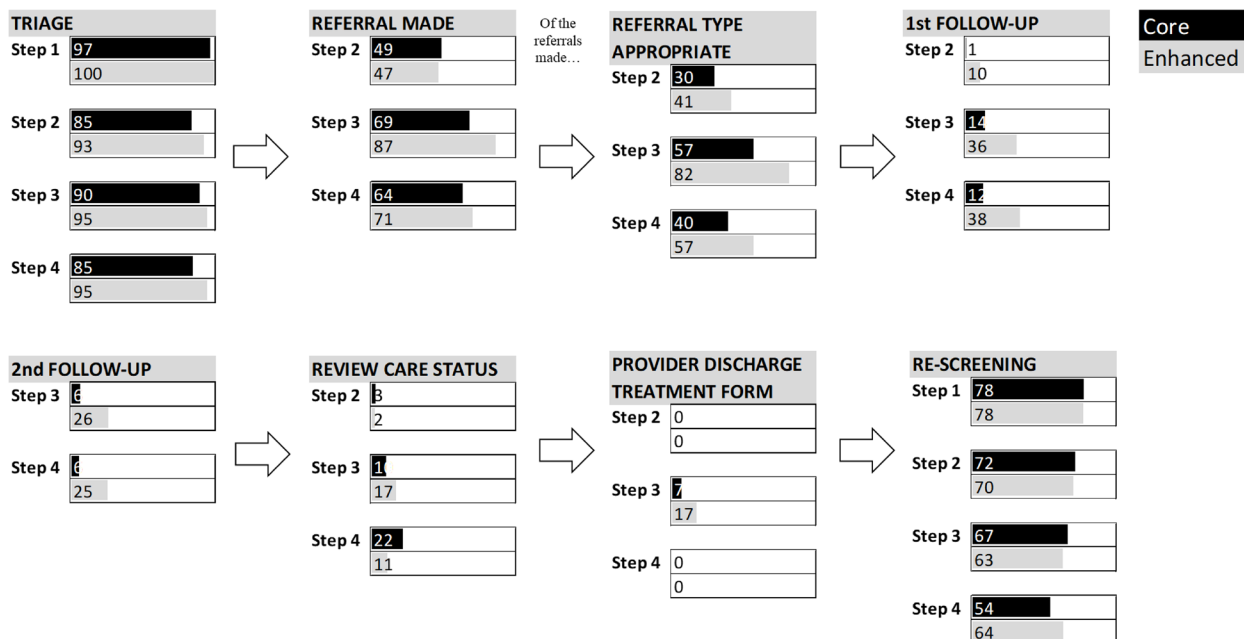 TRIAGE
Step 1
97
100
Step 2
85
93
Step 3
90
95
Step 4
85
95
REFERRAL MADE
Step 2
49
47
Step 3
69
87
Step 4
64
71
Of the
referrals
made…
REFERRAL TYPE
APPROPRIATE
Step 2
30
41
Step 3
57
82
Step 4
40
57
1st FOLLOW-UP
Step 2
1
10
Step 3
14
36
Step 4
12
38
Core
Enhanced
2nd FOLLOW-UP
Step 3
6
26
Step 4
6
25
REVIEW CARE STATUS
Step 2
3
2
Step 3
10
17
Step 4
22
11
PROVIDER DISCHARGE
TREATMENT FORM
Step 2
0
0
Step 3
7
17
Step 4
0
0
RE-SCREENING
Step 1
78
78
Step 2
72
70
Step 3
67
63
Step 4
54
64